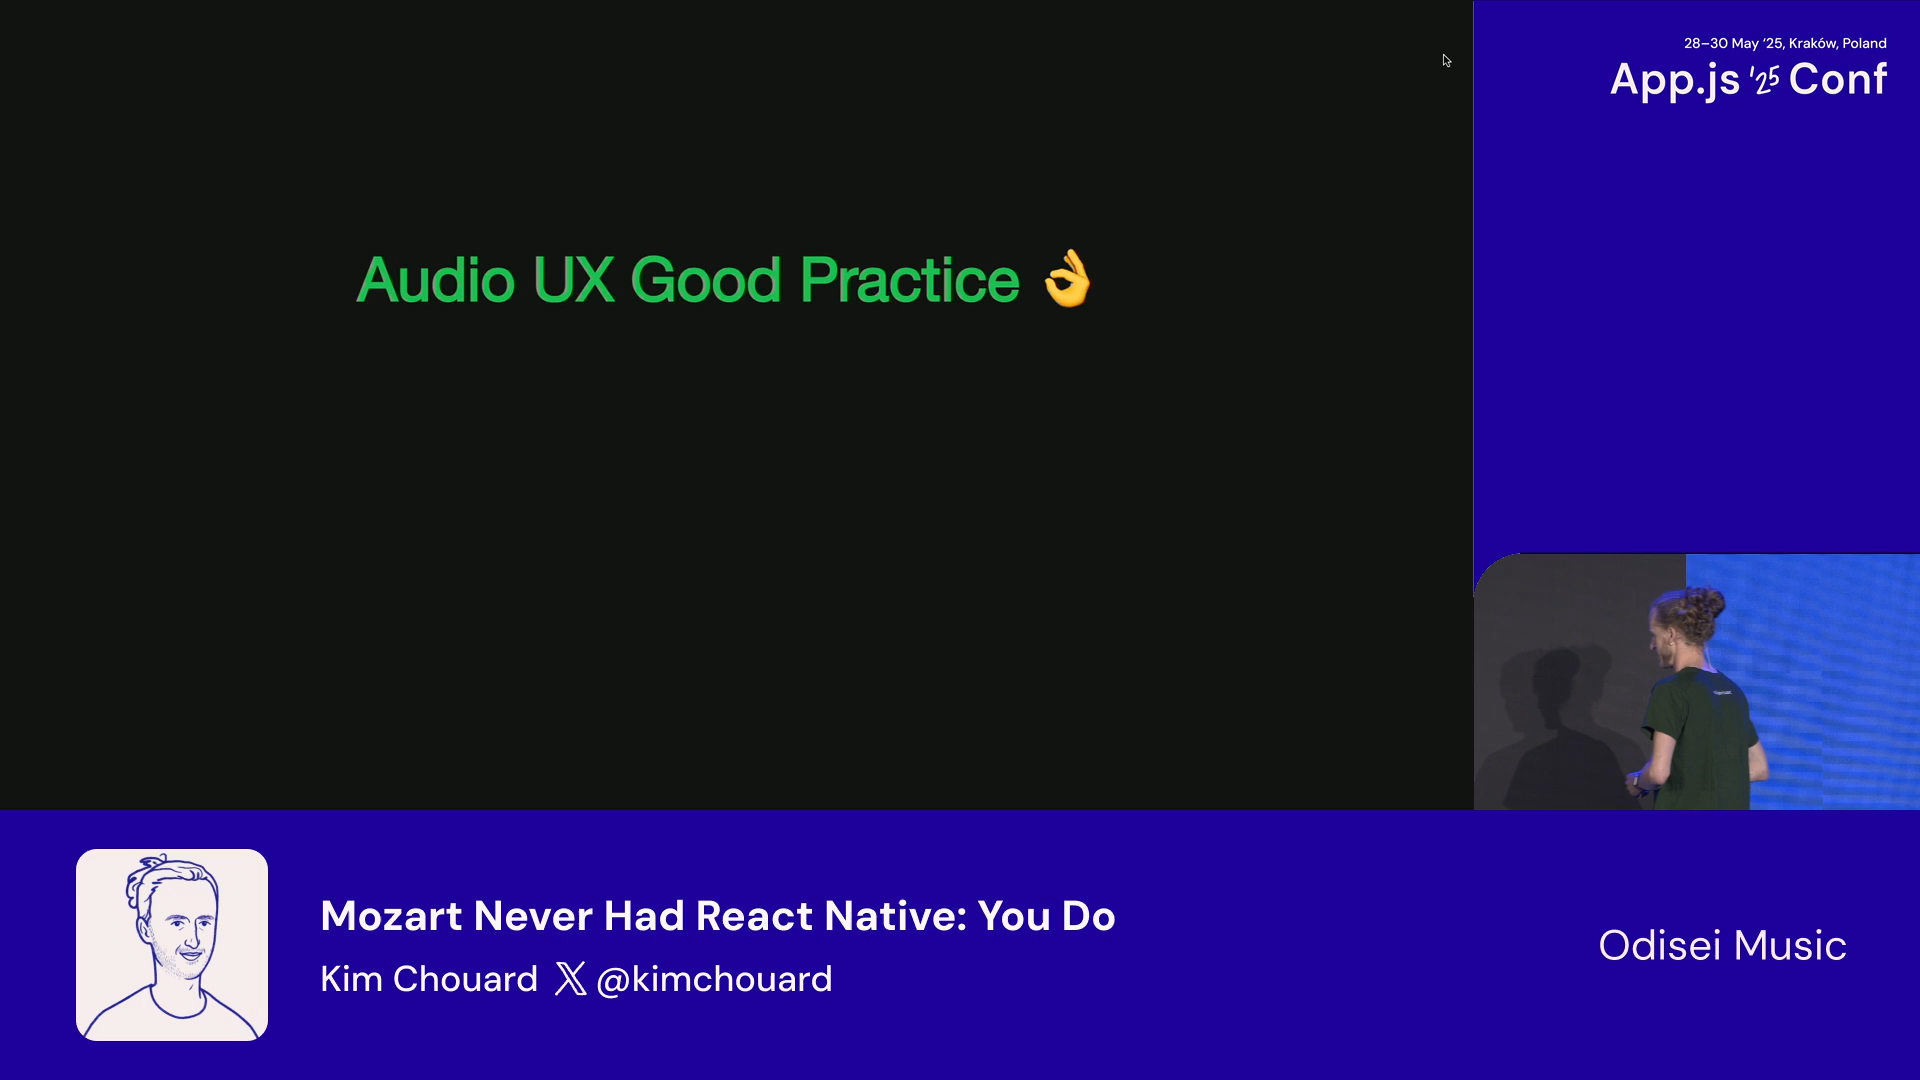 Audio UX Good Practice 👌
28–30 May '25, Kraków, Poland
App.js '25 Conf
Mozart Never Had React Native: You Do
Kim Chouard 𝕏 @kimchouard
Odisei Music